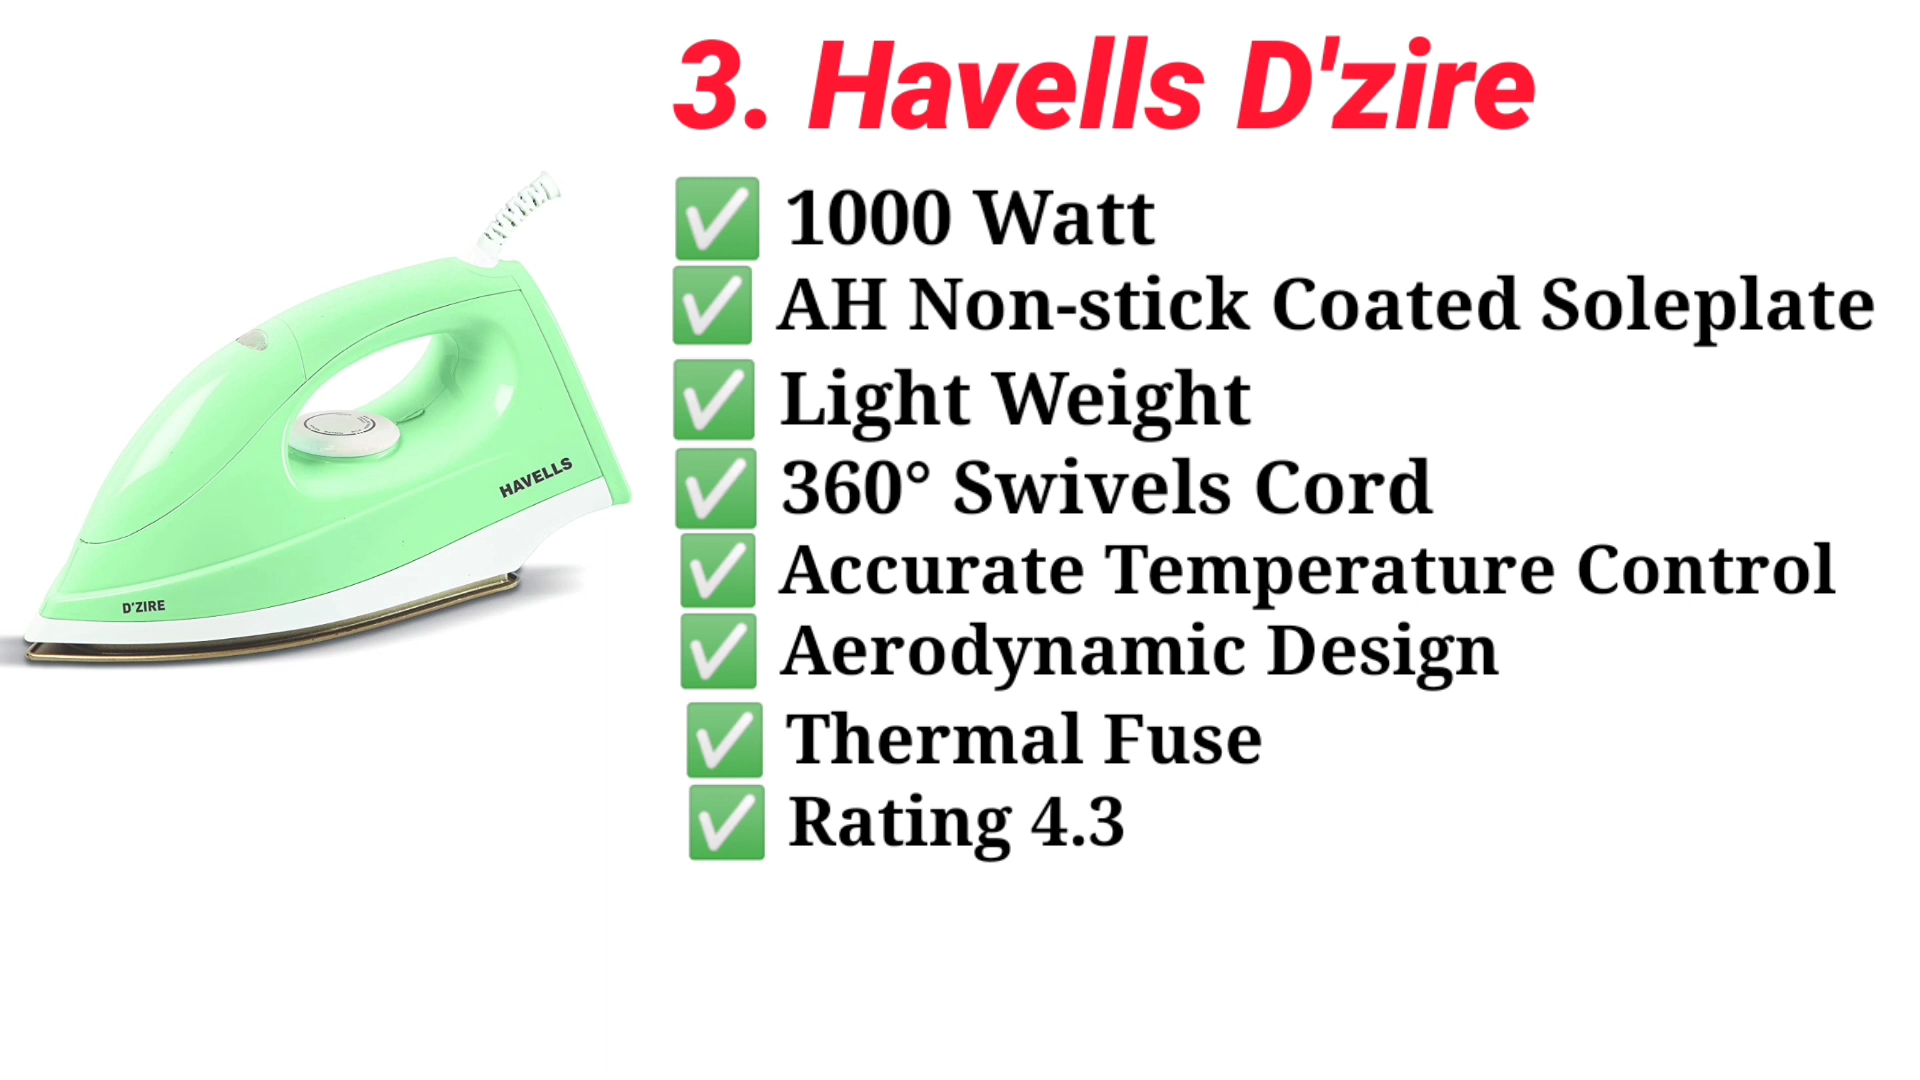 3. Havells D'zire
✅ 1000 Watt
✅ AH Non-stick Coated Soleplate
✅ Light Weight
✅ 360° Swivels Cord
✅ Accurate Temperature Control
✅ Aerodynamic Design
✅ Thermal Fuse
✅ Rating 4.3
HAVELLS
D'ZIRE